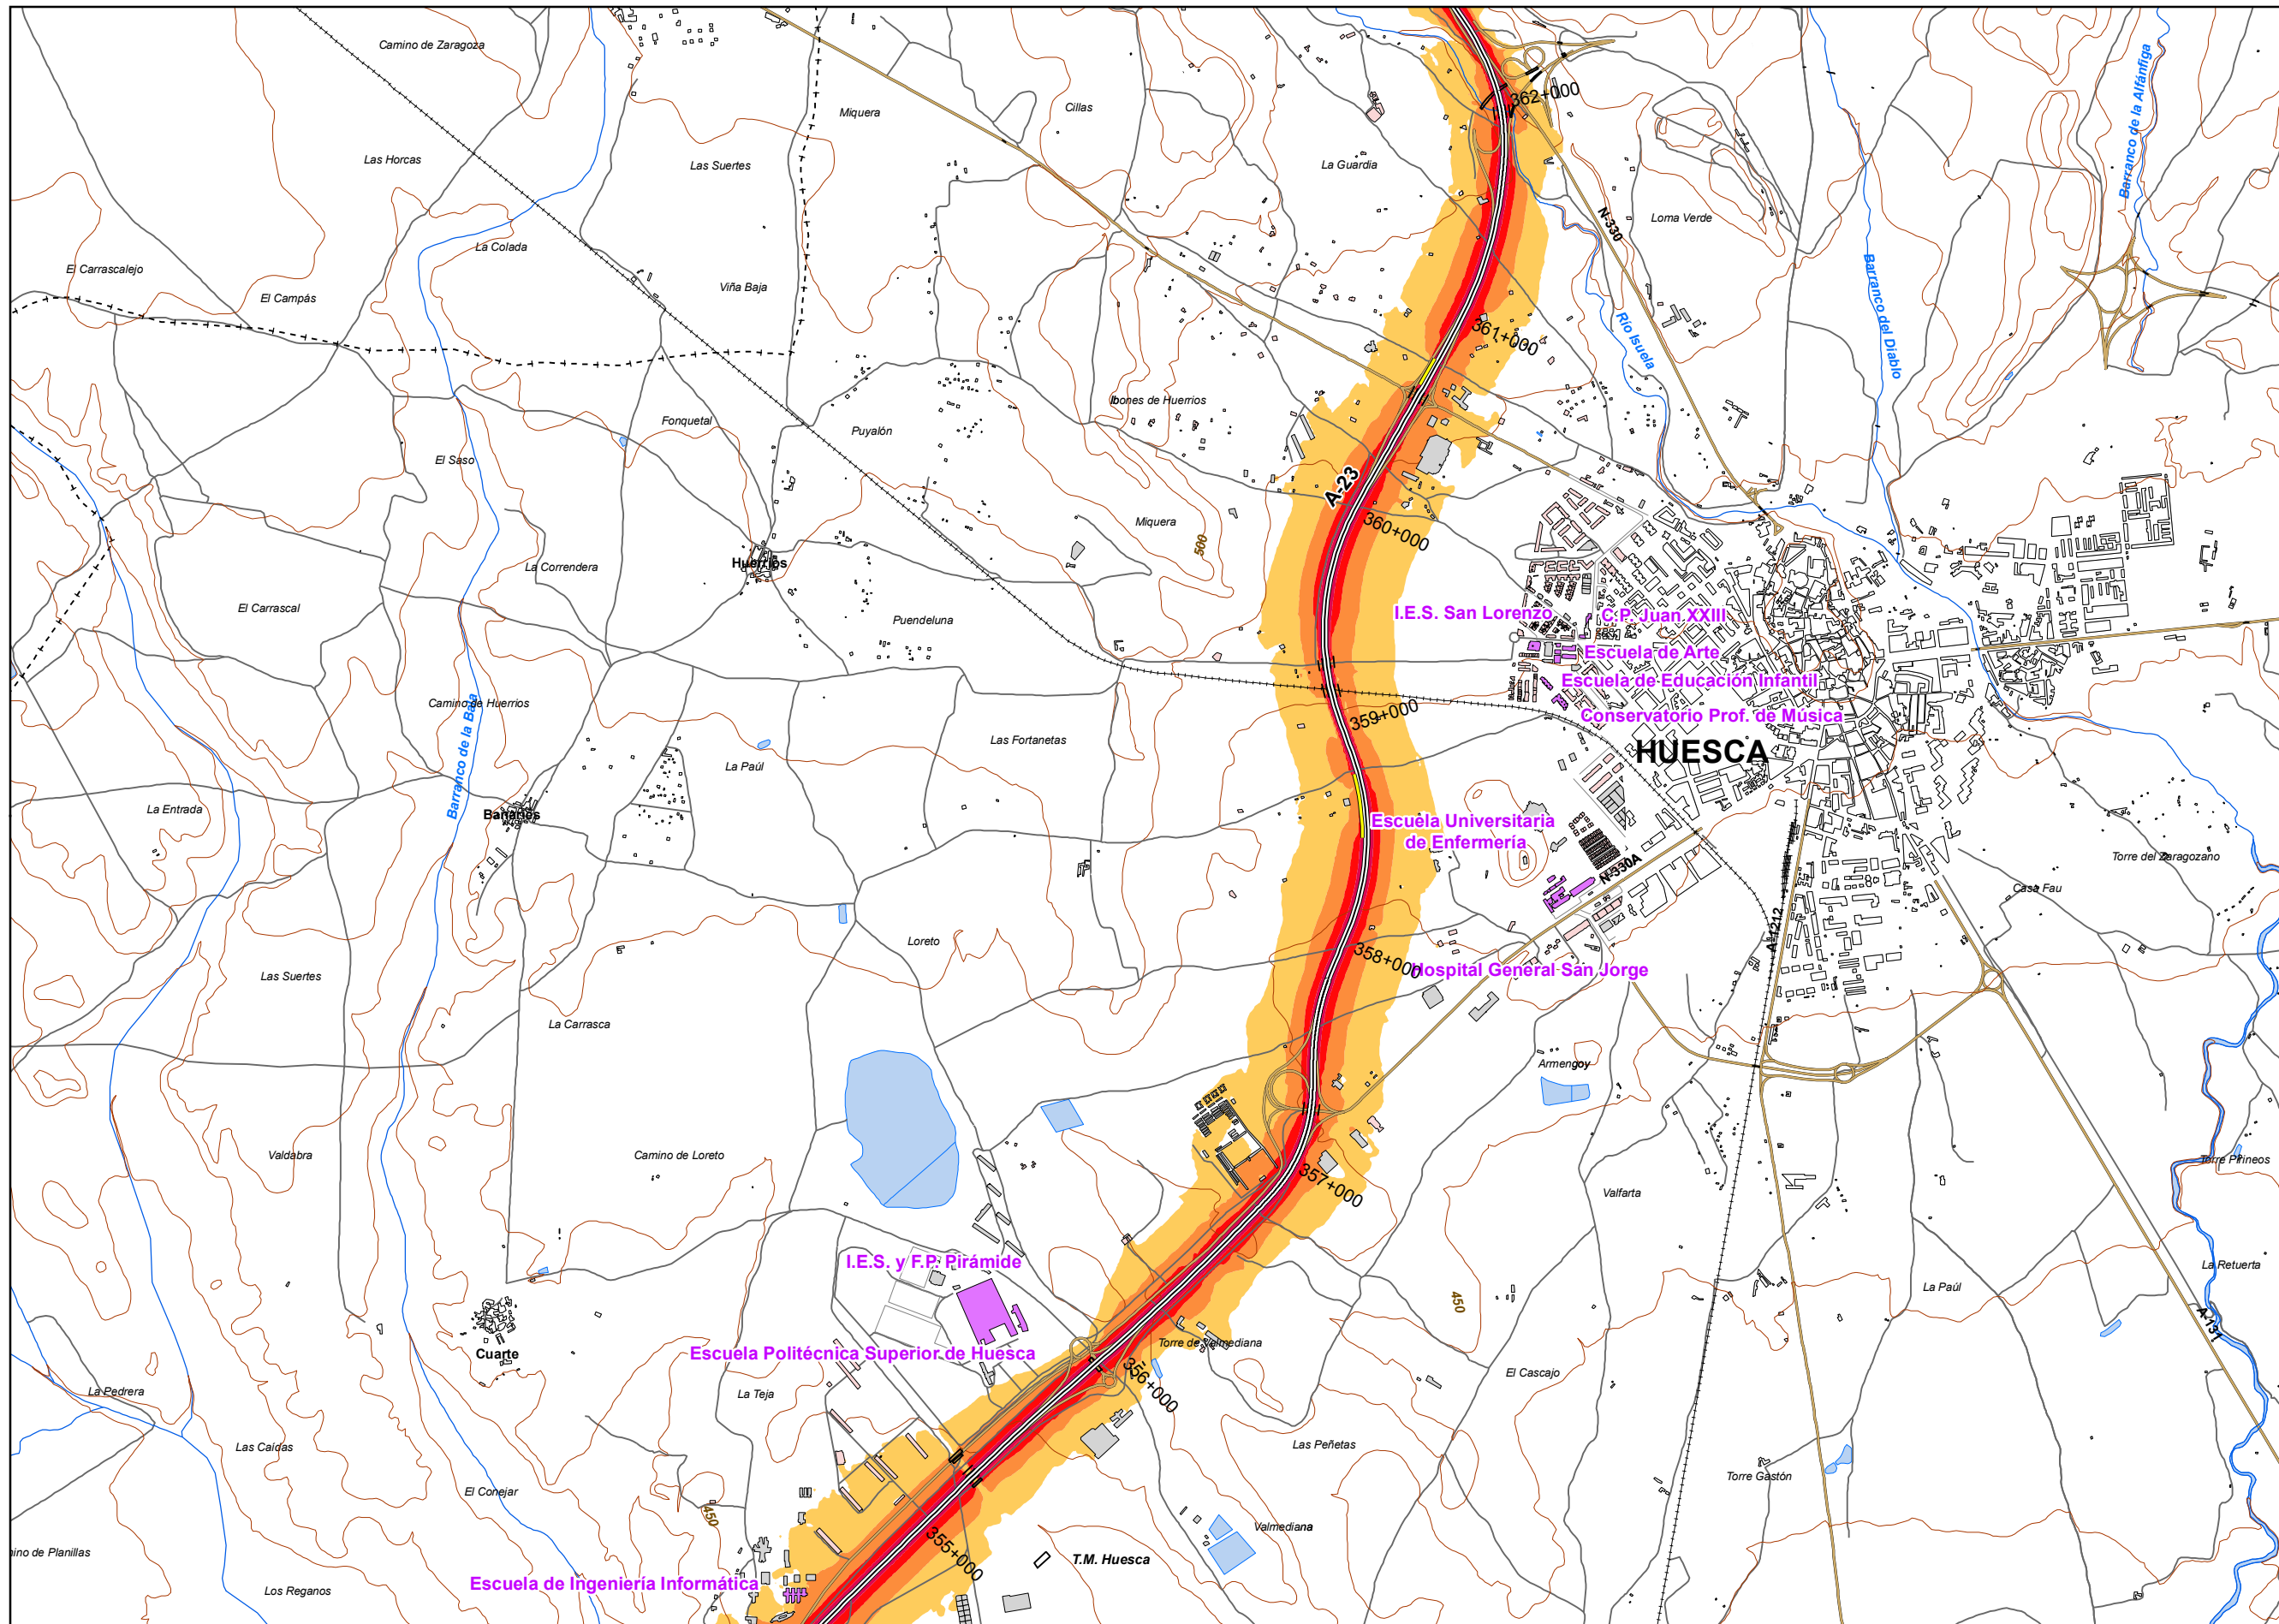 Camino de Zaragoza
Miquera
Cillas
362+000
Barranco de la Alfánfiga
Las Horcas
Las Suertes
La Guardia
N-330
Loma Verde
La Colada
El Carrascalejo
El Campás
Viña Baja
Barranco del Diablo
Río Isuela
361+000
Ibones de Huerrios
Fonquetal
Puyalón
El Saso
A-23
Miquera
500
360+000
Huerrios
La Correndera
El Carrascal
Puendeluna
I.E.S. San Lorenzo
C.P. Juan XXIII
Escuela de Arte
Escuela de Educación Infantil
Camino de Huerrios
359+000
Conservatorio Prof. de Música
Las Fortanetas
HUESCA
Barranco de la Bala
La Paúl
La Entrada
Banariés
Escuela Universitaria
de Enfermería
N-330A
Torre del Zaragozano
Casa Fau
A-1212
Loreto
358+000
Hospital General San Jorge
Las Suertes
La Carrasca
Armengoy
Valdabra
Camino de Loreto
Torre Pirineos
357+000
Valfarta
I.E.S. y F.P. Pirámide
La Retuerta
La Paúl
450
A-131
Cuarte
Escuela Politécnica Superior de Huesca
Torre de Valmediana
356+000
El Cascajo
La Pedrera
La Teja
Las Caídas
Las Peñetas
Torre Gastón
El Conejar
450
Valmediana
355+000
T.M. Huesca
ino de Planillas
Los Reganos
Escuela de Ingeniería Informática